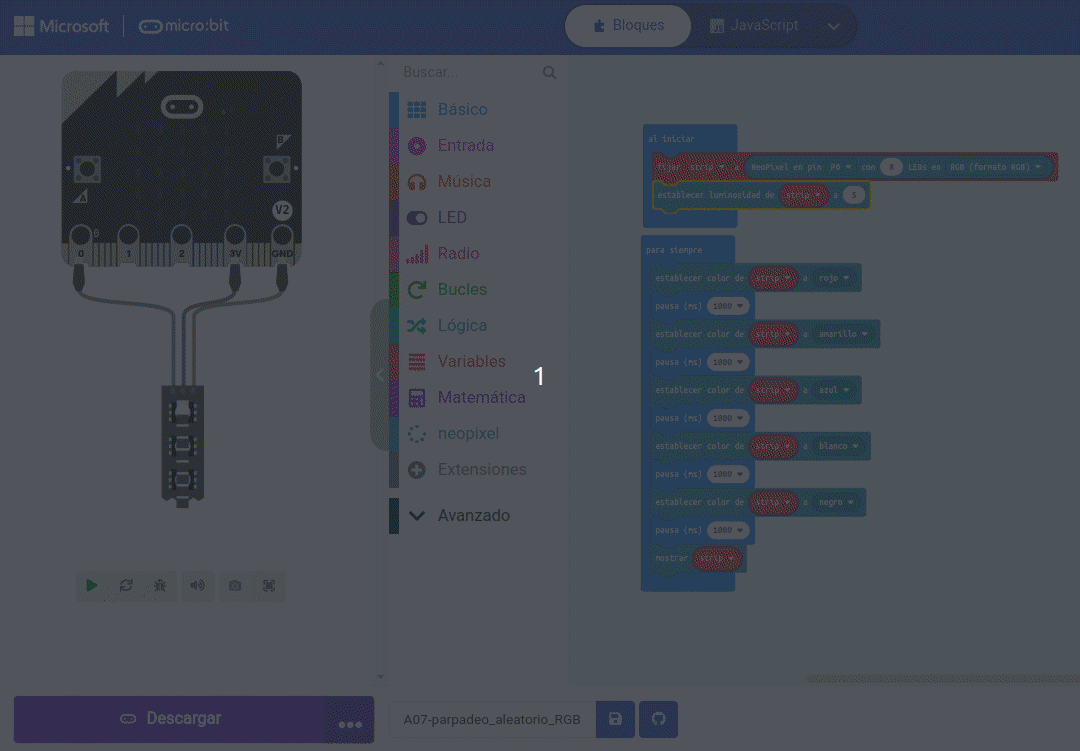 Microsoft | micro:bit
Bloques
JavaScript
B
A
V2
0
0 1 2 3V GND
Buscar...
Básico
Entrada
Música
LED
Radio
Bucles
Lógica
Variables
Matemática
neopixel
Extensiones
Avanzado
1
al iniciar
fijar strip a NeoPixel en pin P0 con 8 LEDs en RGB (formato RGB)
establecer luminosidad de strip a 5
para siempre
establecer color de strip a rojo
pausa (ms) 1000
establecer color de strip a amarillo
pausa (ms) 1000
establecer color de strip a azul
pausa (ms) 1000
establecer color de strip a blanco
pausa (ms) 1000
establecer color de strip a negro
pausa (ms) 1000
mostrar strip
Descargar
A07-parpadeo_aleatorio_RGB